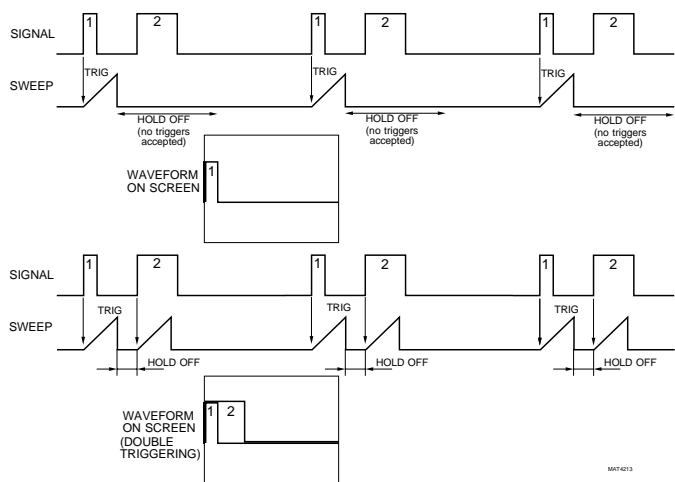 1 2 1 2 1 2
SIGNAL
TRIG TRIG TRIG
SWEEP
HOLD OFF
(no triggers
accepted)
HOLD OFF
(no triggers
accepted)
HOLD OFF
(no triggers
accepted)
WAVEFORM
ON SCREEN
1
1 2 1 2 1 2
SIGNAL
TRIG TRIG TRIG
SWEEP
HOLD OFF HOLD OFF HOLD OFF
WAVEFORM
ON SCREEN
(DOUBLE
TRIGGERING)
1 2
MAT4213